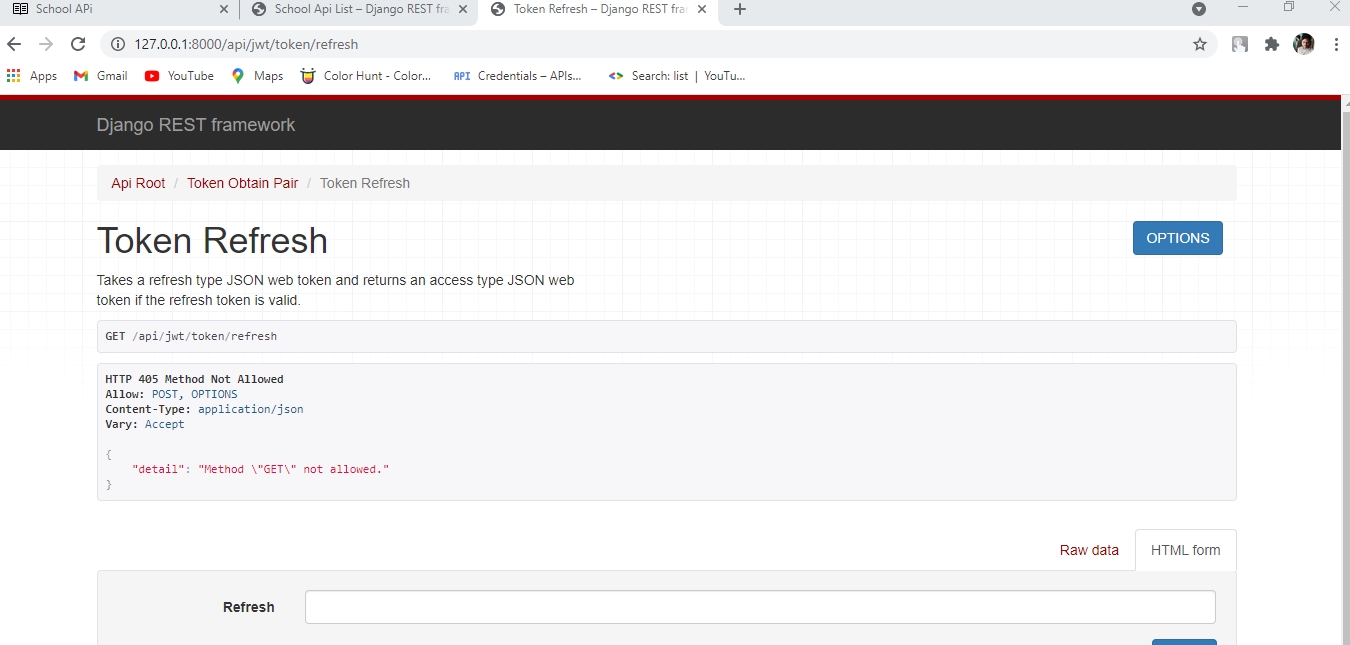 School APi
School Api List – Django REST fra
Token Refresh – Django REST fra
127.0.0.1:8000/api/jwt/token/refresh
Apps Gmail YouTube Maps Color Hunt - Color... API Credentials – APIs... Search: list | YouTu...
Django REST framework
Api Root / Token Obtain Pair / Token Refresh
Token Refresh
OPTIONS
Takes a refresh type JSON web token and returns an access type JSON web
token if the refresh token is valid.
GET /api/jwt/token/refresh
HTTP 405 Method Not Allowed
Allow: POST, OPTIONS
Content-Type: application/json
Vary: Accept
{
"detail": "Method \"GET\" not allowed."
}
Raw data HTML form
Refresh